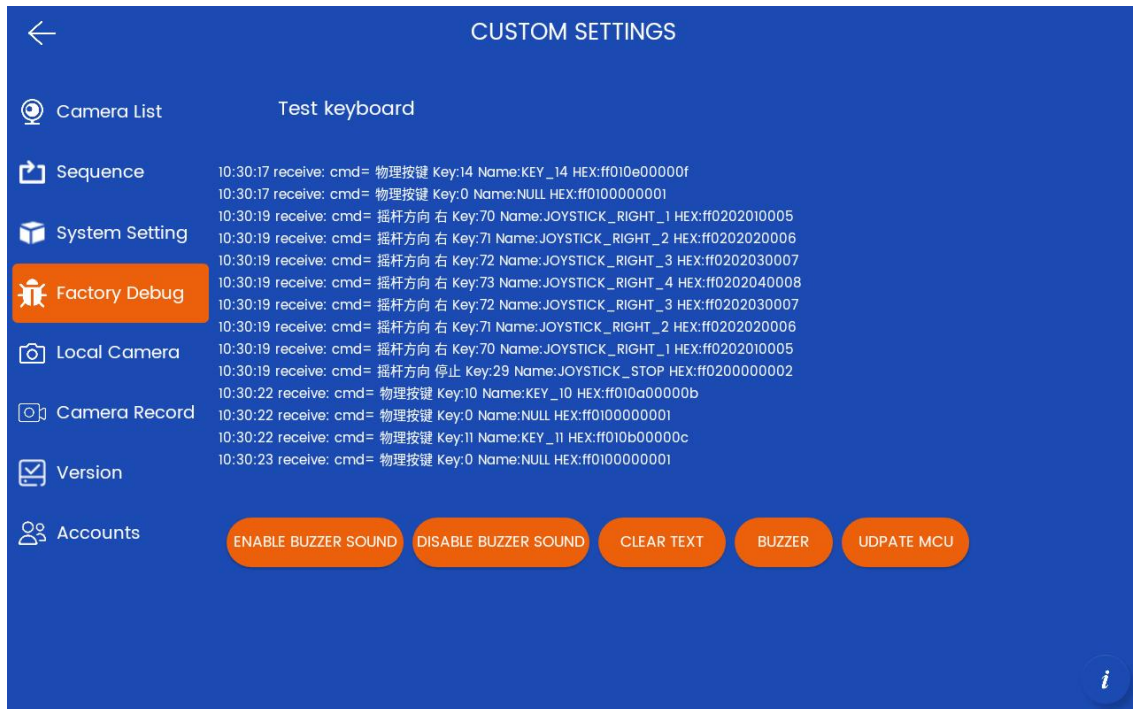 CUSTOM SETTINGS
Camera List
Sequence
System Setting
Factory Debug
Local Camera
Camera Record
Version
Accounts
Test keyboard
10:30:17 receive: cmd= 物理按键 Key:14 Name:KEY_14 HEX:ff010e00000f
10:30:17 receive: cmd= 物理按键 Key:0 Name:NULL HEX:ff0100000001
10:30:19 receive: cmd= 摇杆方向 右 Key:70 Name:JOYSTICK_RIGHT_1 HEX:ff0202010005
10:30:19 receive: cmd= 摇杆方向 右 Key:71 Name:JOYSTICK_RIGHT_2 HEX:ff0202020006
10:30:19 receive: cmd= 摇杆方向 右 Key:72 Name:JOYSTICK_RIGHT_3 HEX:ff0202030007
10:30:19 receive: cmd= 摇杆方向 右 Key:73 Name:JOYSTICK_RIGHT_4 HEX:ff0202040008
10:30:19 receive: cmd= 摇杆方向 右 Key:72 Name:JOYSTICK_RIGHT_3 HEX:ff0202030007
10:30:19 receive: cmd= 摇杆方向 右 Key:71 Name:JOYSTICK_RIGHT_2 HEX:ff0202020006
10:30:19 receive: cmd= 摇杆方向 右 Key:70 Name:JOYSTICK_RIGHT_1 HEX:ff0202010005
10:30:19 receive: cmd= 摇杆方向 停止 Key:29 Name:JOYSTICK_STOP HEX:ff0200000002
10:30:22 receive: cmd= 物理按键 Key:10 Name:KEY_10 HEX:ff010a00000b
10:30:22 receive: cmd= 物理按键 Key:0 Name:NULL HEX:ff0100000001
10:30:22 receive: cmd= 物理按键 Key:11 Name:KEY_11 HEX:ff010b00000c
10:30:23 receive: cmd= 物理按键 Key:0 Name:NULL HEX:ff0100000001
ENABLE BUZZER SOUND
DISABLE BUZZER SOUND
CLEAR TEXT
BUZZER
UDPATE MCU
i